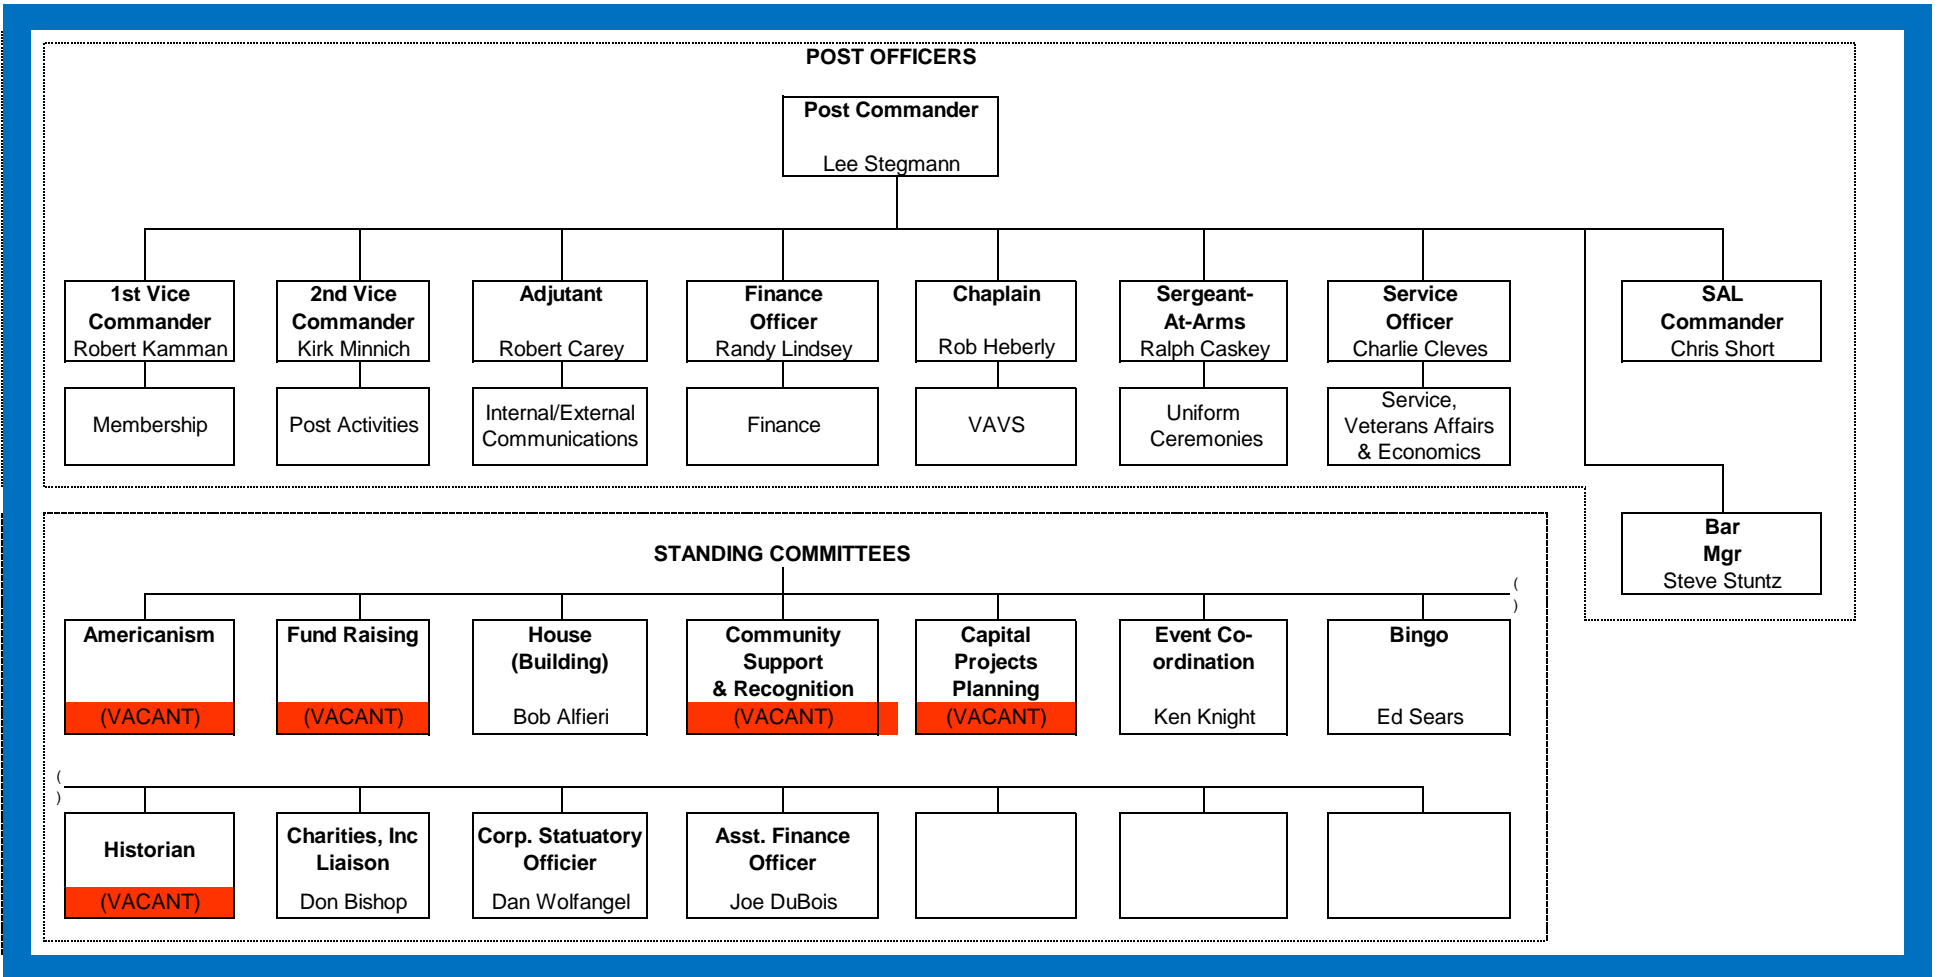 POST OFFICERS
Post Commander
Lee Stegmann
1st Vice
Commander
Robert Kamman
2nd Vice
Commander
Kirk Minnich
Adjutant
Robert Carey
Finance
Officer
Randy Lindsey
Chaplain
Rob Heberly
Sergeant-
At-Arms
Ralph Caskey
Service
Officer
Charlie Cleves
SAL
Commander
Chris Short
Membership
Post Activities
Internal/External
Communications
Finance
VAVS
Uniform
Ceremonies
Service,
Veterans Affairs
& Economics
Bar
Mgr
Steve Stuntz
STANDING COMMITTEES
(
)
Americanism
(VACANT)
Fund Raising
(VACANT)
House
(Building)
Bob Alfieri
Community
Support
& Recognition
(VACANT)
Capital
Projects
Planning
(VACANT)
Event Co-
ordination
Ken Knight
Bingo
Ed Sears
(
)
Historian
(VACANT)
Charities, Inc
Liaison
Don Bishop
Corp. Statuatory
Officier
Dan Wolfangel
Asst. Finance
Officer
Joe DuBois